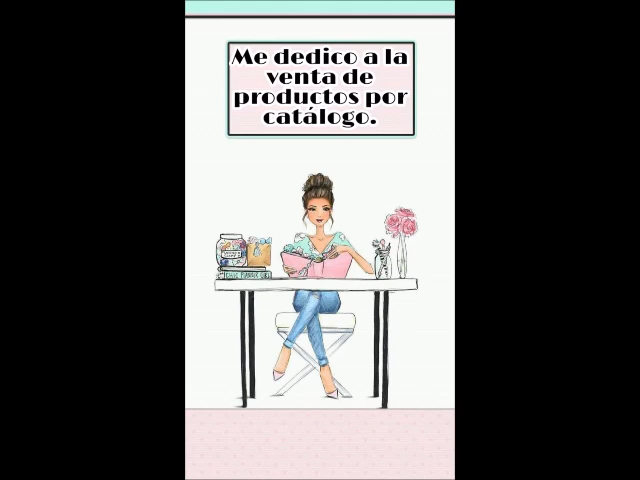 Me dedico a la
venta de
productos por
catálogo.